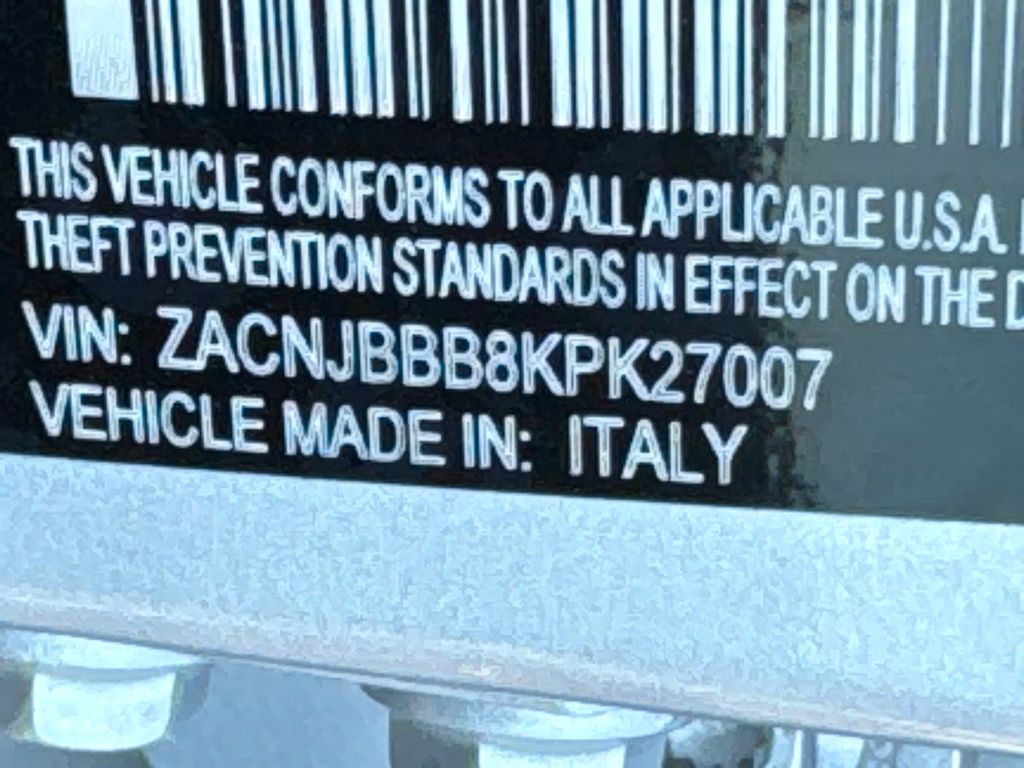 THIS VEHICLE CONFORMS TO ALL APPLICABLE U.S.A.
THEFT PREVENTION STANDARDS IN EFFECT ON THE
VIN: ZACNJBBB8KPK27007
VEHICLE MADE IN: ITALY